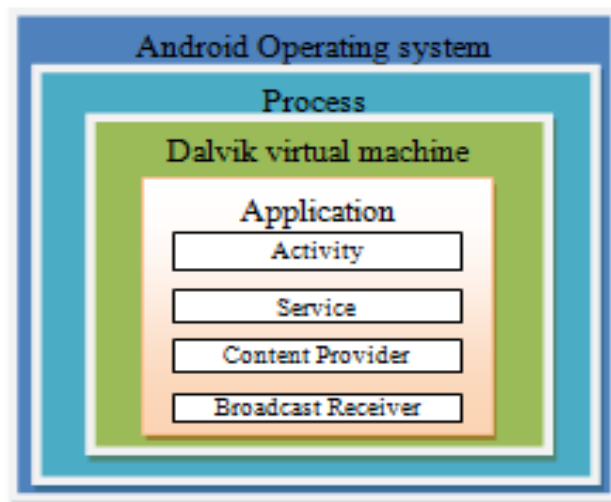 Android Operating system
Process
Dalvik virtual machine
Application
Activity
Service
Content Provider
Broadcast Receiver